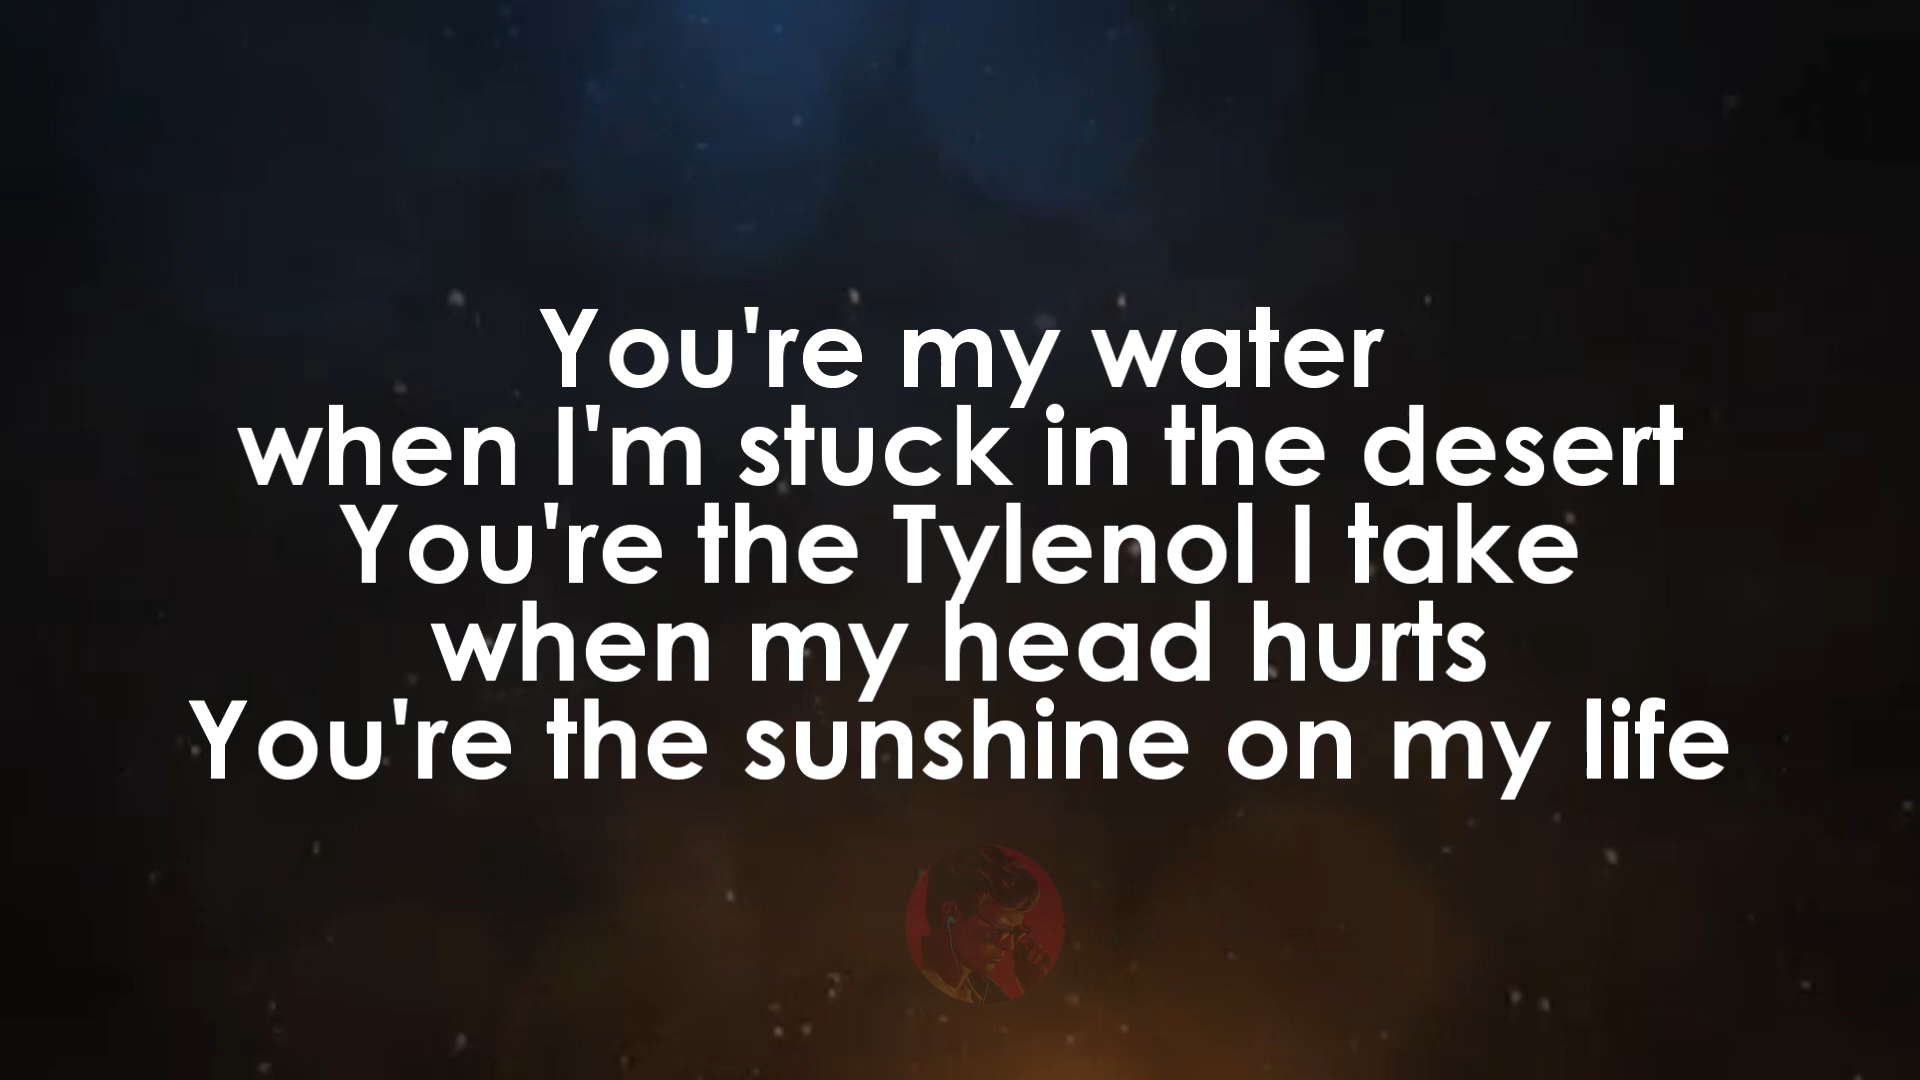 You're my water
when I'm stuck in the desert
You're the Tylenol I take
when my head hurts
You're the sunshine on my life